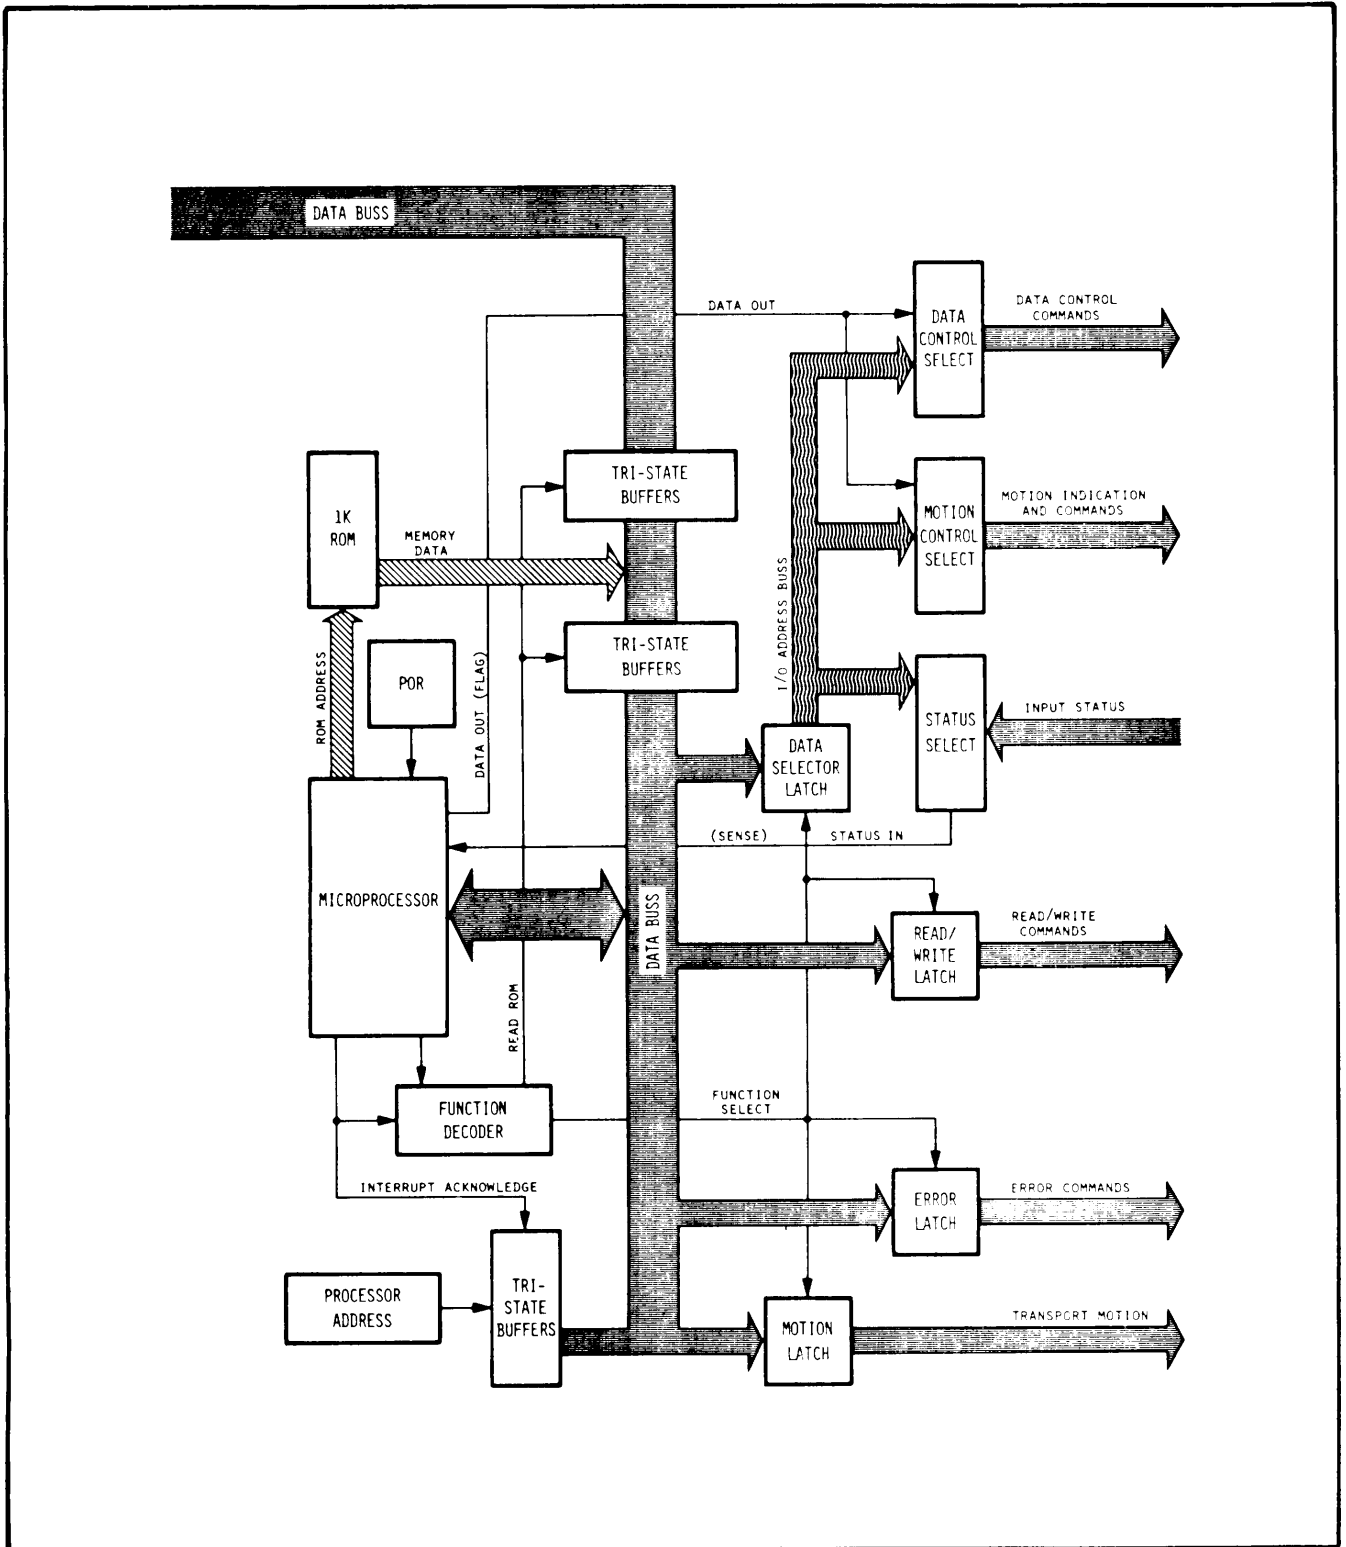 DATA BUSS
DATA OUT
DATA
CONTROL
SELECT
DATA CONTROL
COMMANDS
TRI-STATE
BUFFERS
1K
ROM
MEMORY
DATA
MOTION
CONTROL
SELECT
MOTION INDICATION
AND COMMANDS
I/O ADDRESS BUSS
TRI-STATE
BUFFERS
ROM ADDRESS
POR
DATA OUT (FLAG)
STATUS
SELECT
INPUT STATUS
DATA
SELECTOR
LATCH
(SENSE)
STATUS IN
MICROPROCESSOR
DATA BUSS
READ/
WRITE
LATCH
READ/WRITE
COMMANDS
READ ROM
FUNCTION
DECODER
FUNCTION
SELECT
INTERRUPT ACKNOWLEDGE
ERROR
LATCH
ERROR COMMANDS
PROCESSOR
ADDRESS
TRI-
STATE
BUFFERS
MOTION
LATCH
TRANSPORT MOTION